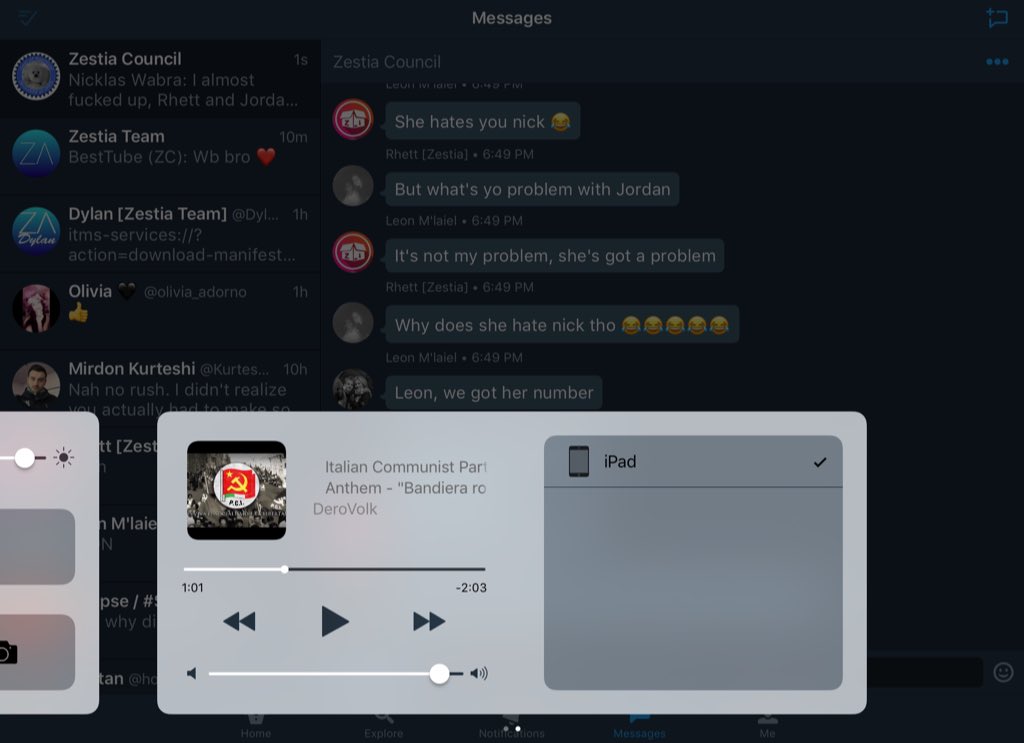 Messages
Zestia Council
1s
Nicklas Wabra: I almost
fucked up, Rhett and Jorda...
Zestia Team
10m
BestTube (ZC): Wb bro ❤️
Dylan [Zestia Team] @Dyl...
1h
itms-services://?
action=download-manifest...
Olivia 🖤 @olivia_adorno
1h
👍
Mirdon Kurteshi @Kurtes...
10h
Nah no rush. I didn't realize
you actually had to make so
tt [Zest
n M'laie
N
pse / #5
why di
tan @ho
Zestia Council
Leon M'laiel • 6:49 PM
She hates you nick 😂
Rhett [Zestia] • 6:49 PM
But what's yo problem with Jordan
Leon M'laiel • 6:49 PM
It's not my problem, she's got a problem
Rhett [Zestia] • 6:49 PM
Why does she hate nick tho 😂😂😂😂😂
Leon M'laiel • 6:49 PM
Leon, we got her number
ZA
ZA
Dylan
P.C.I.
Italian Communist Part
Anthem - "Bandiera ro
DeroVolk
1:01
-2:03
iPad
Home
Explore
Notifications
Messages
Me